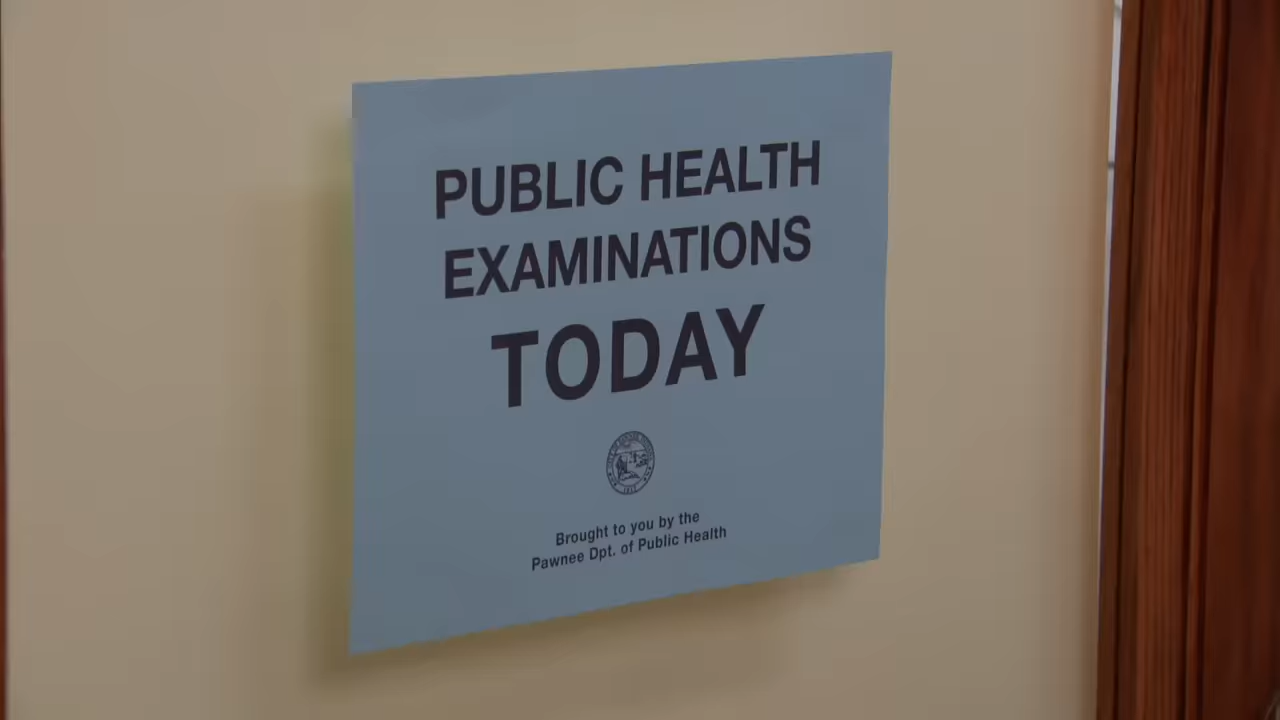 PUBLIC HEALTH
EXAMINATIONS
TODAY
Brought to you by the
Pawnee Dpt. of Public Health